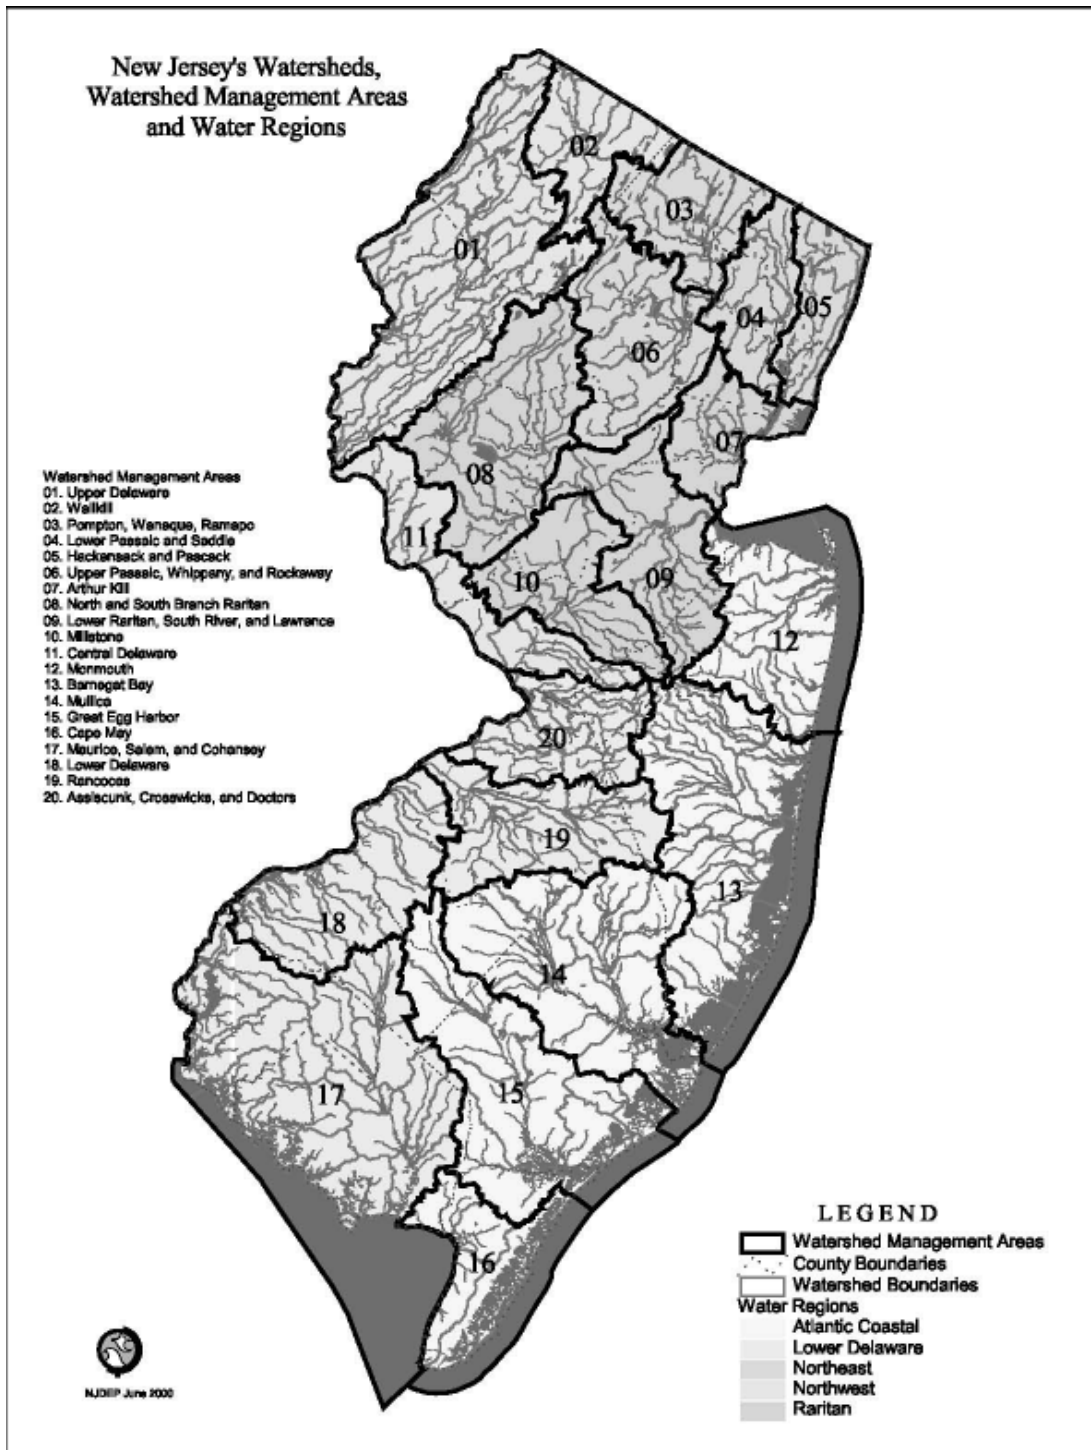 New Jersey's Watersheds,
Watershed Management Areas
and Water Regions
02
03
01
04
05
06
07
08
11
10
09
12
20
19
13
18
14
15
17
16
Watershed Management Areas
01. Upper Delaware
02. Wallkill
03. Pompton, Wanaque, Ramapo
04. Lower Passaic and Saddle
05. Hackensack and Pascack
06. Upper Passaic, Whippany, and Rockaway
07. Arthur Kill
08. North and South Branch Raritan
09. Lower Raritan, South River, and Lawrence
10. Millstone
11. Central Delaware
12. Monmouth
13. Barnegat Bay
14. Mullica
15. Great Egg Harbor
16. Cape May
17. Maurice, Salem, and Cohansey
18. Lower Delaware
19. Rancocas
20. Assiscunk, Crosswicks, and Doctors
LEGEND
Watershed Management Areas
County Boundaries
Watershed Boundaries
Water Regions
Atlantic Coastal
Lower Delaware
Northeast
Northwest
Raritan
NJDEP June 2000